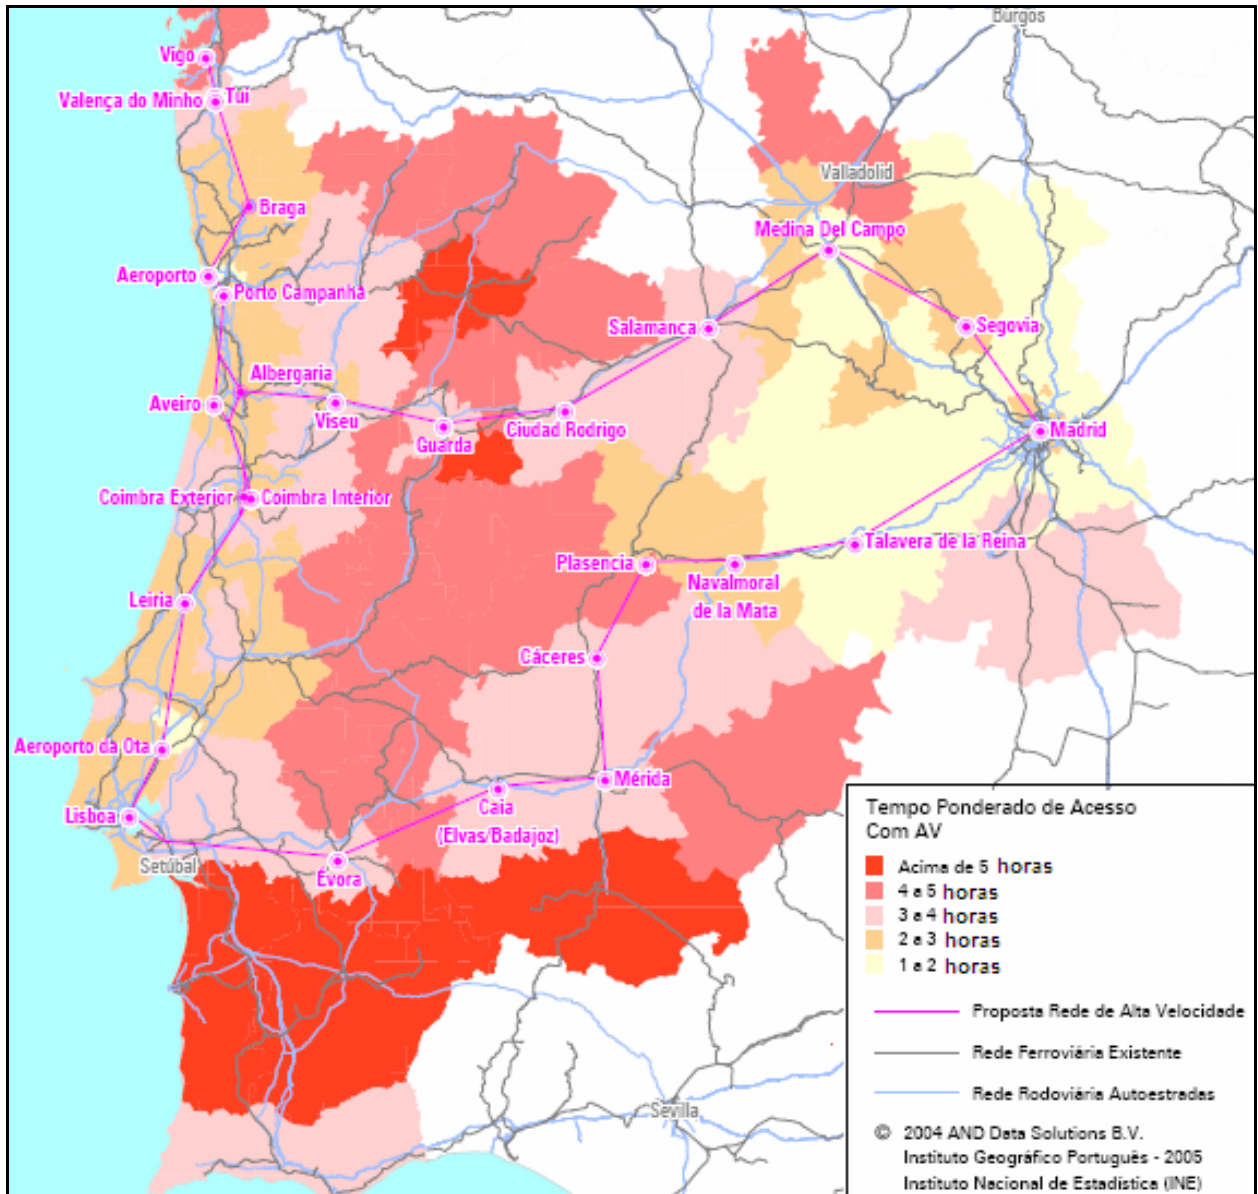 Burgos
Vigo
Valença do Minho
Túi
Valladolid
Braga
Medina Del Campo
Aeroporto
Porto Campanhã
Salamanca
Segovia
Albergaria
Aveiro
Viseu
Guarda
Ciudad Rodrigo
Madrid
Coimbra Exterior
Coimbra Interior
Talavera de la Reina
Plasencia
Navalmoral
de la Mata
Leiria
Cáceres
Aeroporto da Ota
Mérida
Caia
(Elvas/Badajoz)
Lisboa
Setúbal
Évora
Sevilla
Tempo Ponderado de Acesso
Com AV
Acima de 5 horas
4 a 5 horas
3 a 4 horas
2 a 3 horas
1 a 2 horas
Proposta Rede de Alta Velocidade
Rede Ferroviária Existente
Rede Rodoviária Autoestradas
© 2004 AND Data Solutions B.V.
Instituto Geográfico Português - 2005
Instituto Nacional de Estadística (INE)